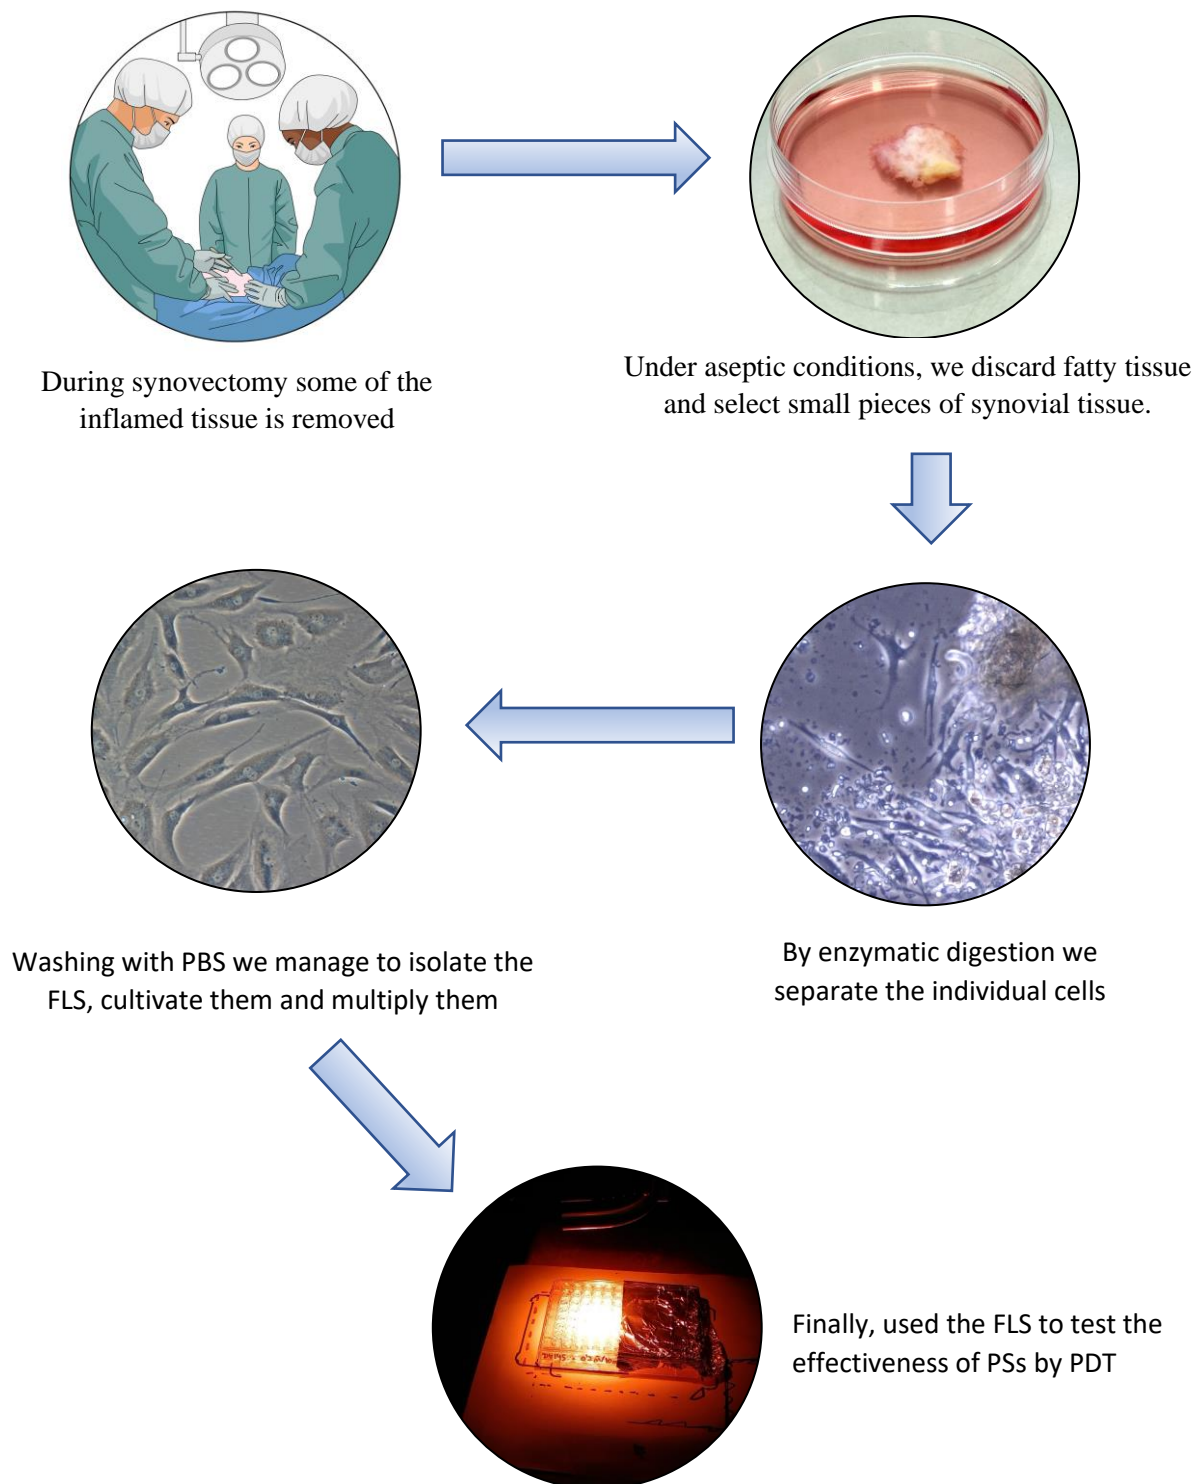 During synovectomy some of the
inflamed tissue is removed
Under aseptic conditions, we discard fatty tissue
and select small pieces of synovial tissue.
By enzymatic digestion we
separate the individual cells
Washing with PBS we manage to isolate the
FLS, cultivate them and multiply them
Finally, used the FLS to test the
effectiveness of PSs by PDT